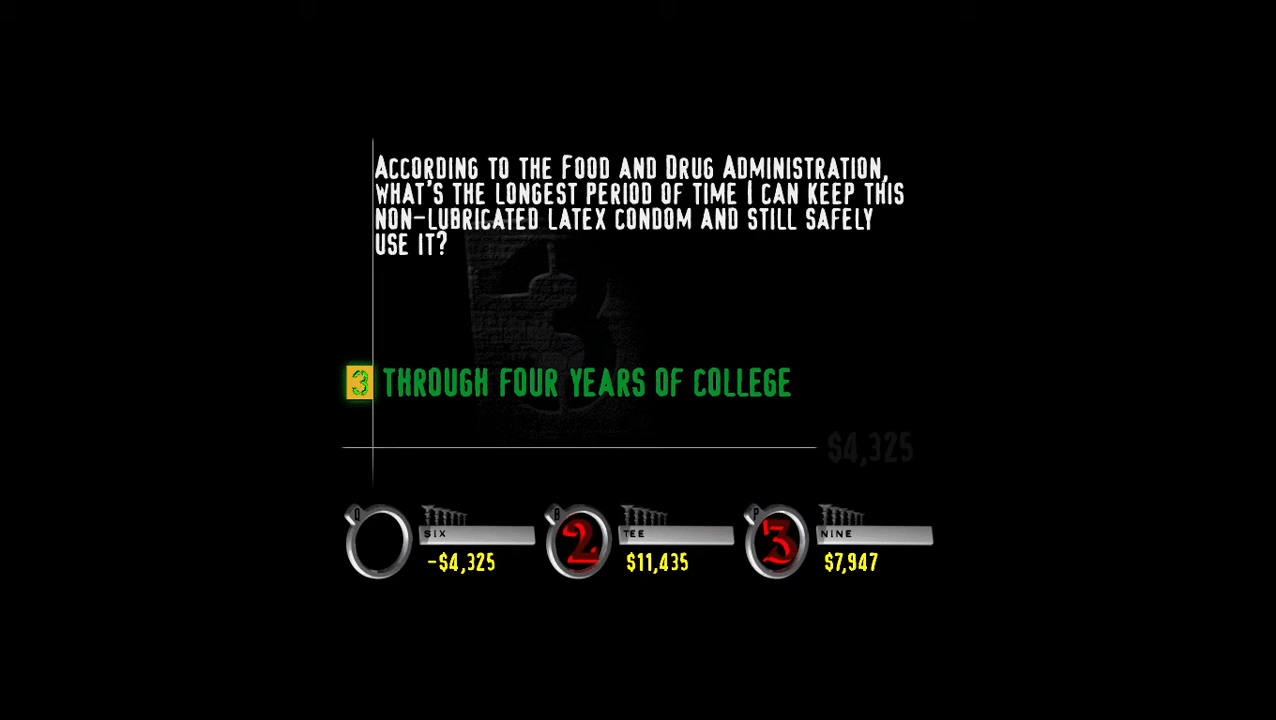 According to the Food and Drug Administration,
what's the longest period of time I can keep this
non-lubricated latex condom and still safely
use it?
3 THROUGH FOUR YEARS OF COLLEGE
$4,325
Q SIX -$4,325
B 2 TEE $11,435
P 3 NINE $7,947